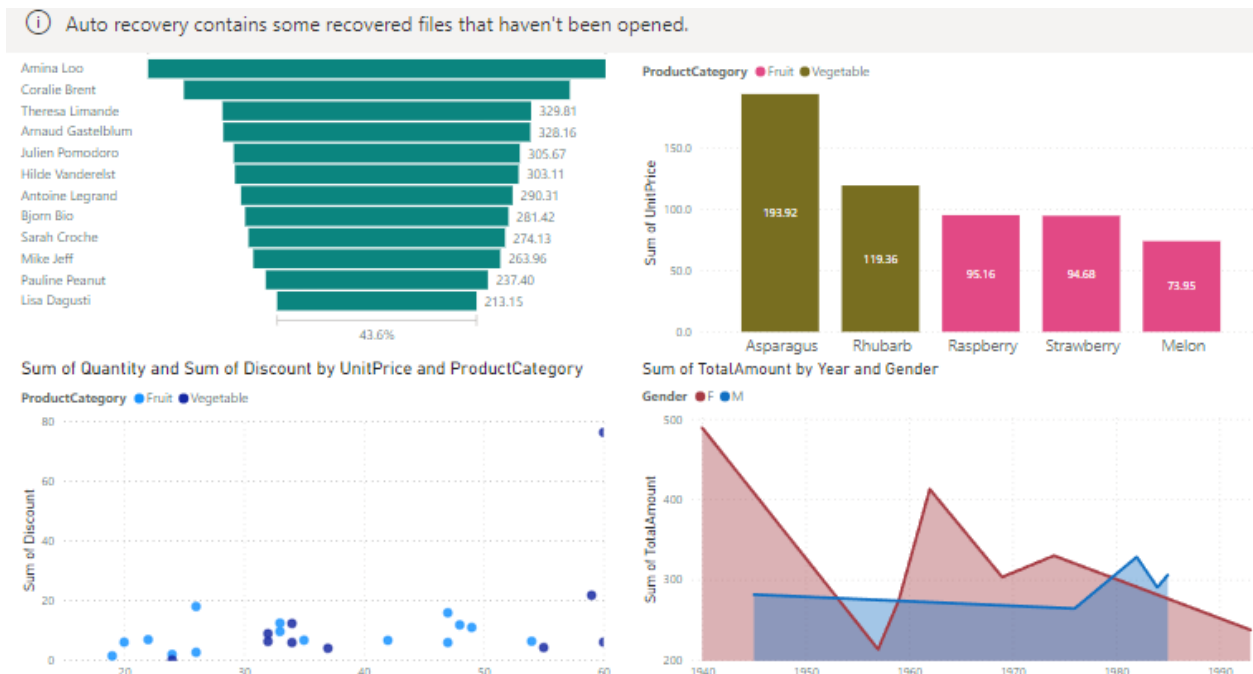 Auto recovery contains some recovered files that haven't been opened.
Amina Loo
Coralie Brent
Theresa Limande 329.81
Arnaud Gastelblum 328.16
Julien Pomodoro 305.67
Hilde Vanderelst 303.11
Antoine Legrand 290.31
Bjorn Bio 281.42
Sarah Croche 274.13
Mike Jeff 263.96
Pauline Peanut 237.40
Lisa Dagusti 213.15
43.6%
ProductCategory Fruit Vegetable
Sum of UnitPrice
150.0
100.0
50.0
0.0
193.92
119.36
95.16
94.68
73.95
Asparagus Rhubarb Raspberry Strawberry Melon
Sum of Quantity and Sum of Discount by UnitPrice and ProductCategory
ProductCategory Fruit Vegetable
Sum of Discount
80
60
40
20
0
20 30 40 50 60
Sum of TotalAmount by Year and Gender
Gender F M
Sum of TotalAmount
500
400
300
200
1940 1950 1960 1970 1980 1990